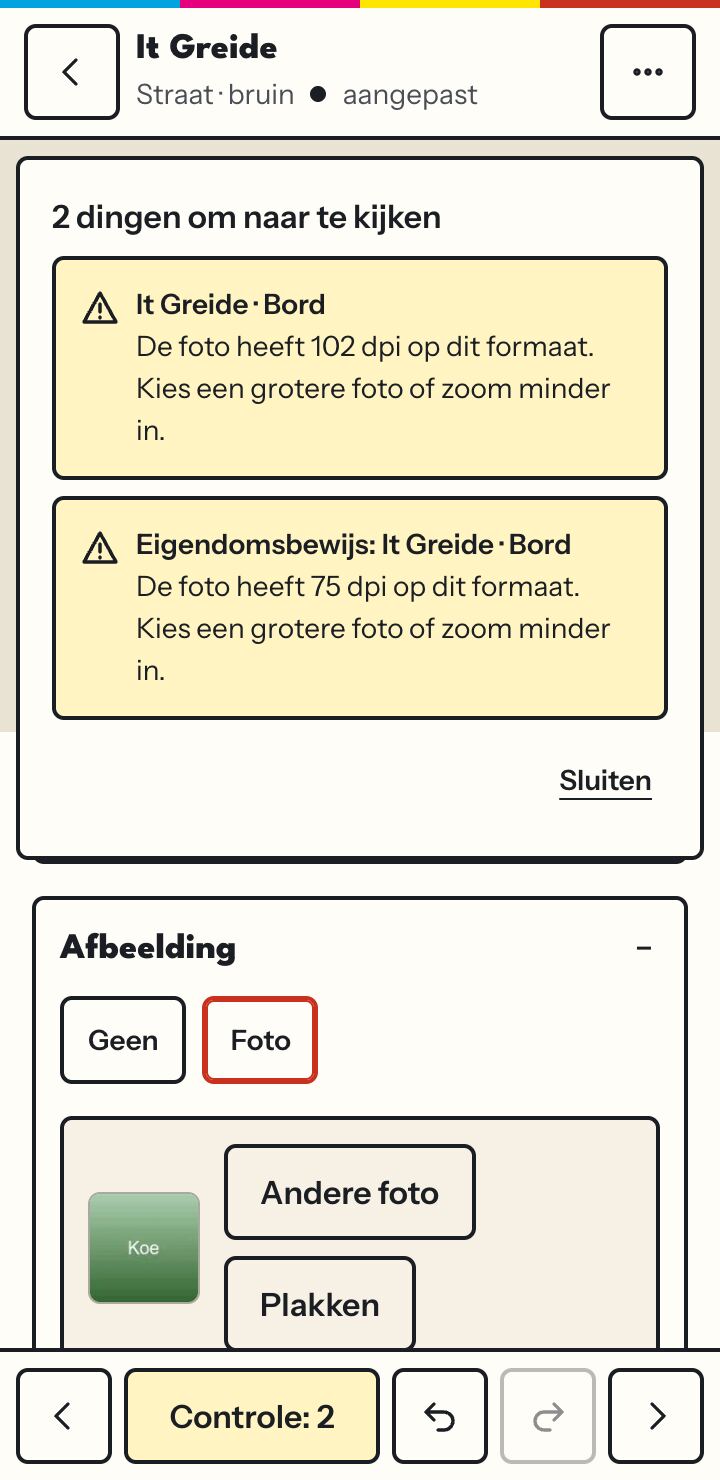 It Greide
Straat · bruin ● aangepast
2 dingen om naar te kijken
It Greide · Bord
De foto heeft 102 dpi op dit formaat.
Kies een grotere foto of zoom minder
in.
Eigendomsbewijs: It Greide · Bord
De foto heeft 75 dpi op dit formaat.
Kies een grotere foto of zoom minder
in.
Sluiten
Afbeelding
Geen Foto
Andere foto
Koe
Plakken
Controle: 2